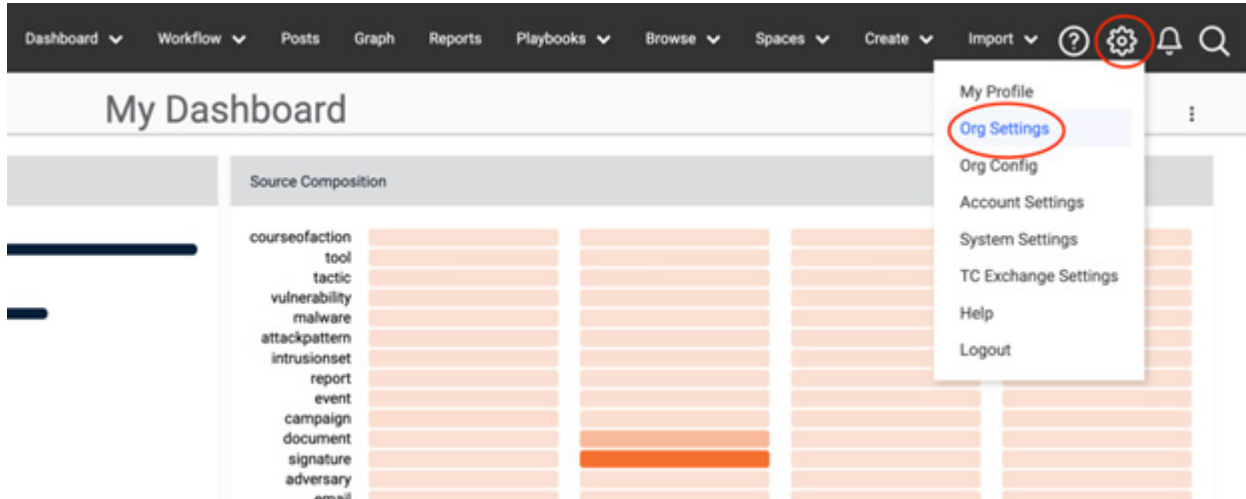 Dashboard Workflow Posts Graph Reports Playbooks Browse Spaces Create Import
My Dashboard
My Profile
Org Settings
Org Config
Account Settings
System Settings
TC Exchange Settings
Help
Logout
Source Composition
courseofaction
tool
tactic
vulnerability
malware
attackpattern
intrusionset
report
event
campaign
document
signature
adversary
email